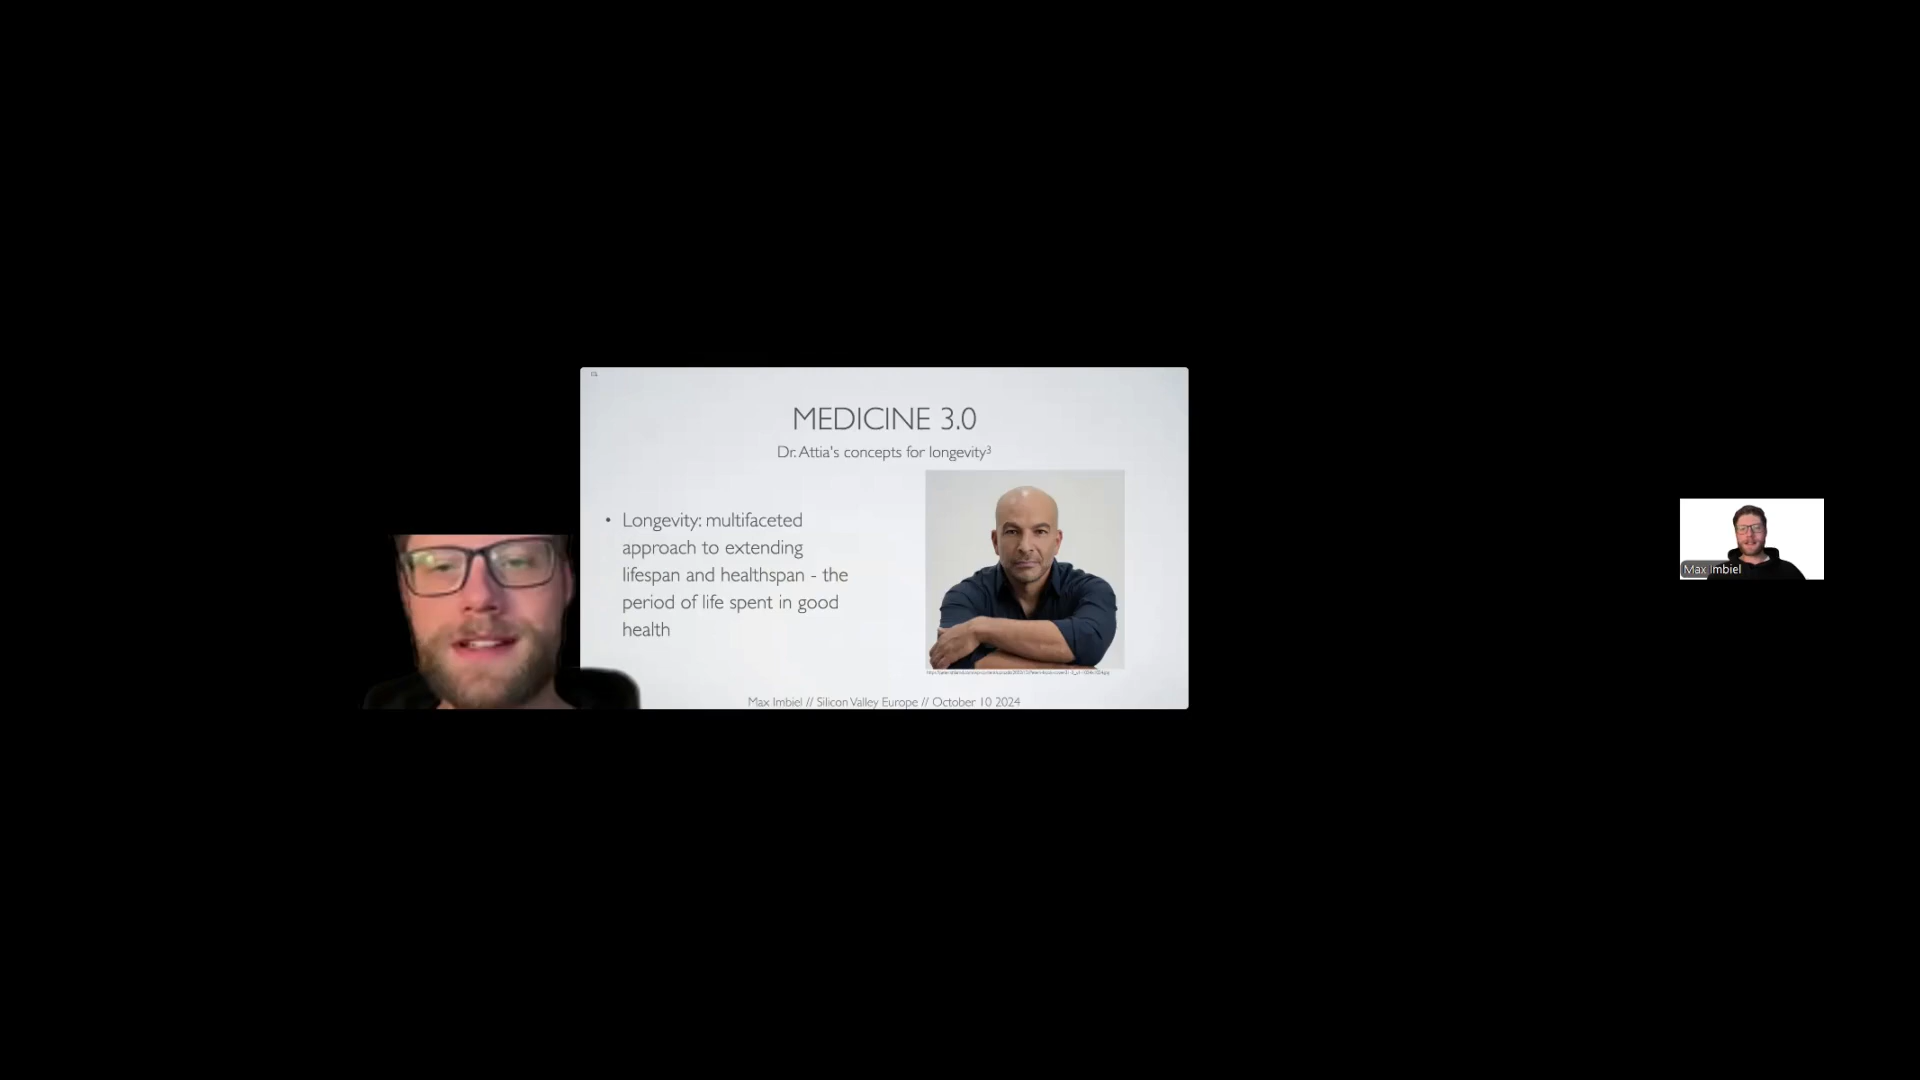 MEDICINE 3.0
Dr. Attia's concepts for longevity³
• Longevity: multifaceted
approach to extending
lifespan and healthspan - the
period of life spent in good
health
Max Imbiel // Silicon Valley Europe // October 10 2024
Max Imbiel